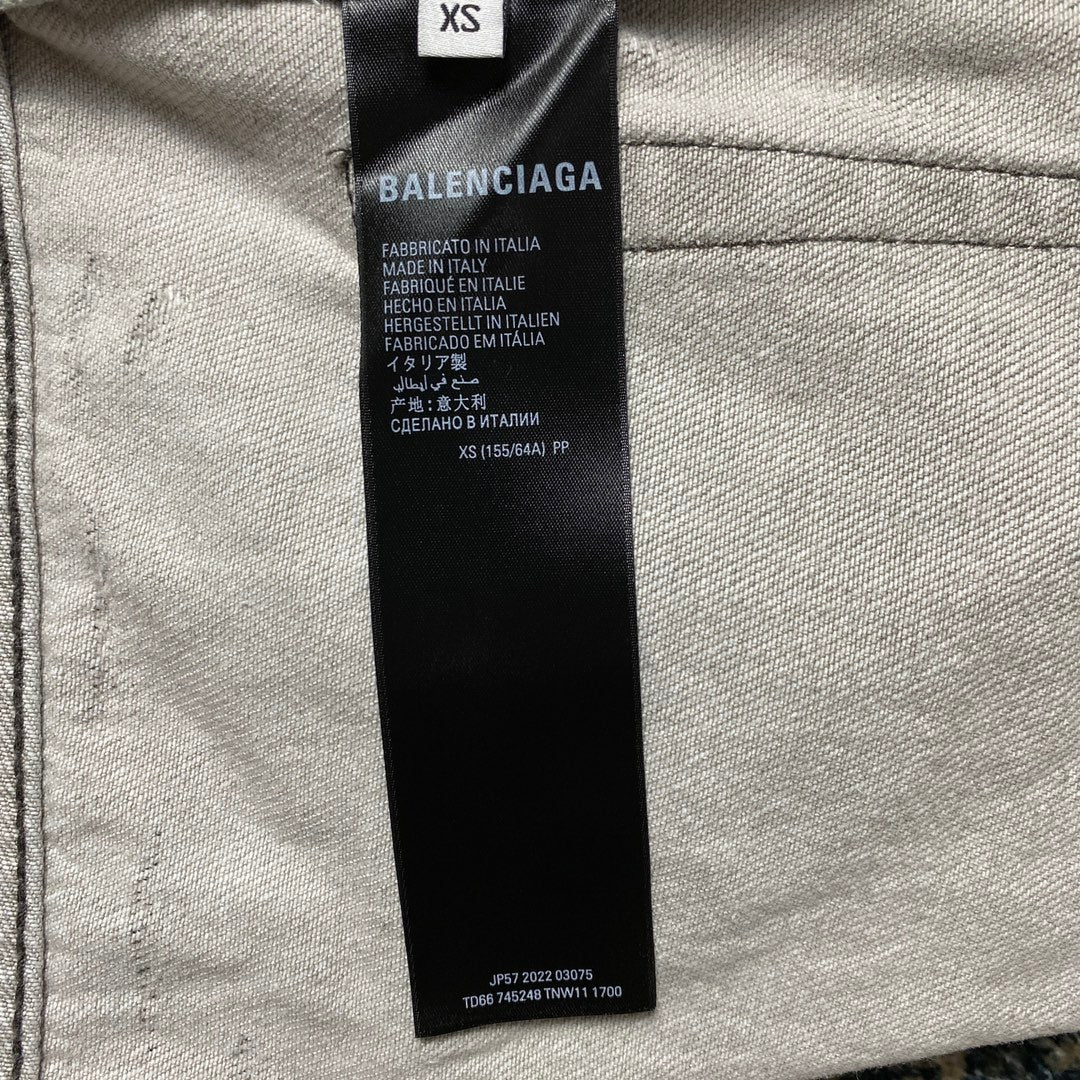 XS
BALENCIAGA
FABBRICATO IN ITALIA
MADE IN ITALY
FABRIQUÉ EN ITALIE
HECHO EN ITALIA
HERGESTELLT IN ITALIEN
FABRICADO EM ITÁLIA
イタリア製
صنع في إيطاليا
产地:意大利
СДЕЛАНО В ИТАЛИИ
XS (155/64A) PP
JP57 2022 03075
TD66 745248 TNW11 1700